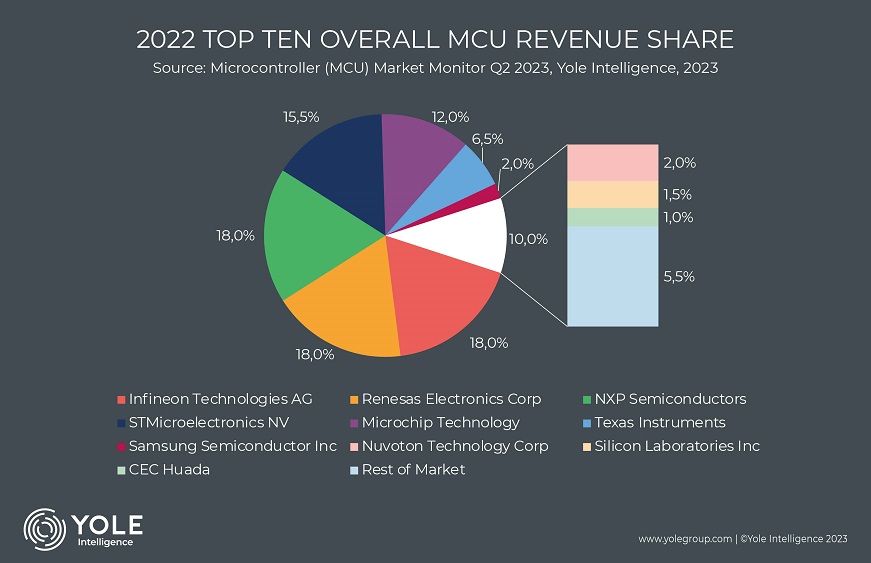 2022 TOP TEN OVERALL MCU REVENUE SHARE
Source: Microcontroller (MCU) Market Monitor Q2 2023, Yole Intelligence, 2023
15,5%
12,0%
6,5%
2,0%
18,0%
10,0%
18,0%
18,0%
2,0%
1,5%
1,0%
5,5%
Infineon Technologies AG
Renesas Electronics Corp
NXP Semiconductors
STMicroelectronics NV
Microchip Technology
Texas Instruments
Samsung Semiconductor Inc
Nuvoton Technology Corp
Silicon Laboratories Inc
CEC Huada
Rest of Market
YOLE
Intelligence
www.yolegroup.com | ©Yole Intelligence 2023